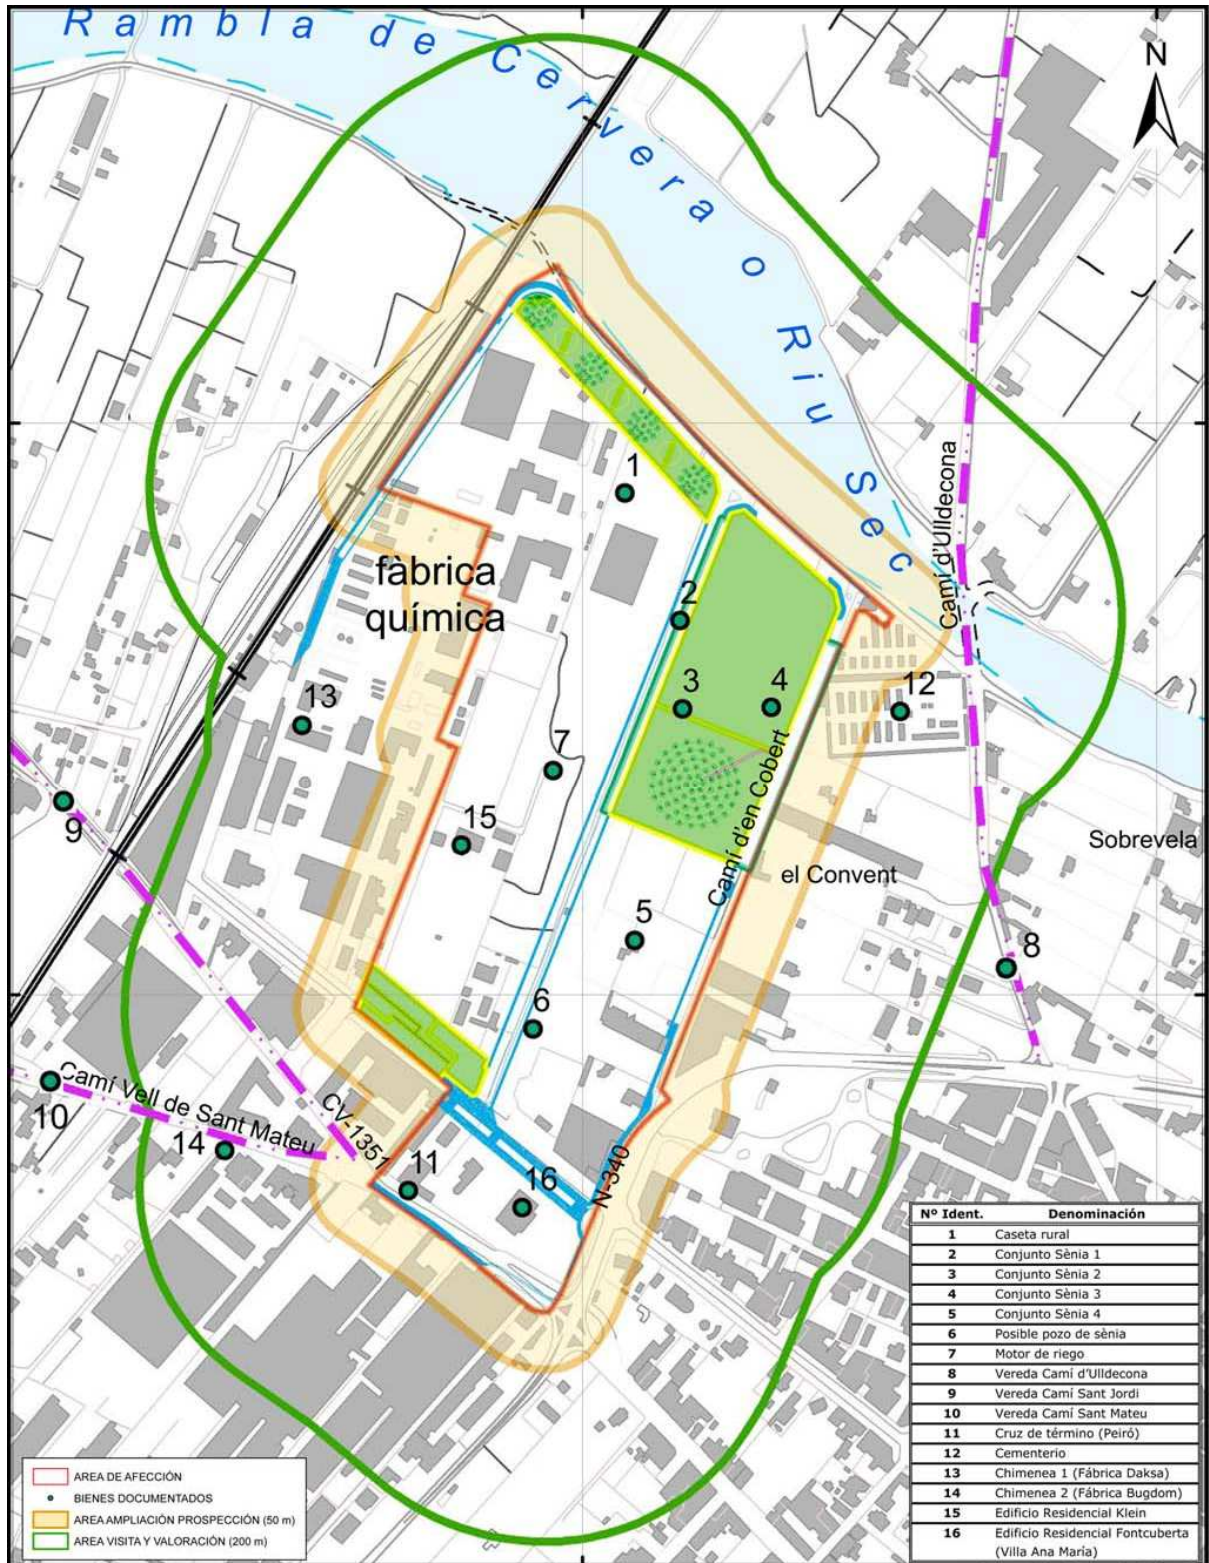 Rambla de Cervera o Riu Sec
N
1
Camí d'Ulldecona
fàbrica
química
2
3
4
12
13
7
Camí d'en Cobert
9
15
Sobrevela
el Convent
5
8
6
Camí Vell de Sant Mateu
10
CV-1351
14
11
16
N-340
Nº Ident. Denominación
1 Caseta rural
2 Conjunto Sènia 1
3 Conjunto Sènia 2
4 Conjunto Sènia 3
5 Conjunto Sènia 4
6 Posible pozo de sènia
7 Motor de riego
8 Vereda Camí d'Ulldecona
9 Vereda Camí Sant Jordi
10 Vereda Camí Sant Mateu
11 Cruz de término (Peiró)
12 Cementerio
13 Chimenea 1 (Fábrica Daksa)
14 Chimenea 2 (Fábrica Bugdom)
15 Edificio Residencial Klein
16 Edificio Residencial Fontcuberta
(Villa Ana María)
AREA DE AFECCIÓN
BIENES DOCUMENTADOS
AREA AMPLIACIÓN PROSPECCIÓN (50 m)
AREA VISITA Y VALORACIÓN (200 m)